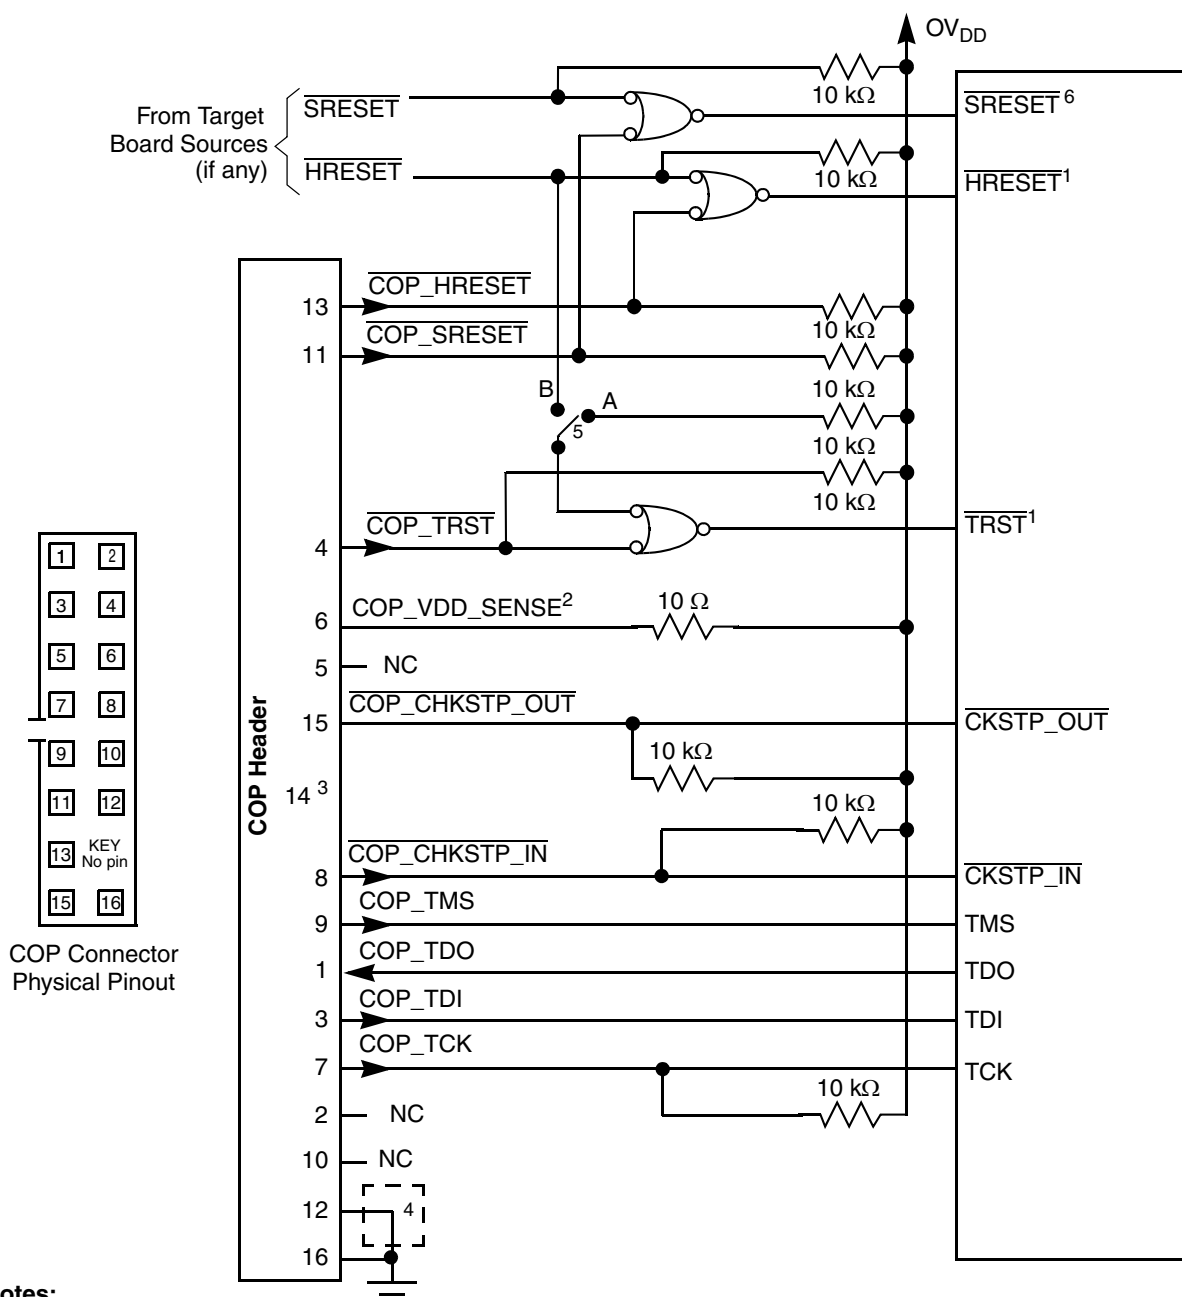 OVDD
10 kΩ
From Target
Board Sources
(if any)
SRESET
SRESET6
10 kΩ
HRESET
HRESET1
COP_HRESET
13
10 kΩ
COP_SRESET
11
10 kΩ
B
A
5
10 kΩ
10 kΩ
COP_TRST
4
TRST1
COP_VDD_SENSE2
10 Ω
6
5
NC
COP_CHKSTP_OUT
15
CKSTP_OUT
10 kΩ
COP Header
14 3
10 kΩ
COP_CHKSTP_IN
8
CKSTP_IN
COP_TMS
9
TMS
COP_TDO
1
TDO
COP_TDI
3
TDI
COP_TCK
7
TCK
10 kΩ
2
NC
10
NC
12
4
16
1 2
3 4
5 6
7 8
9 10
11 12
13 KEY
No pin
15 16
COP Connector
Physical Pinout
otes: